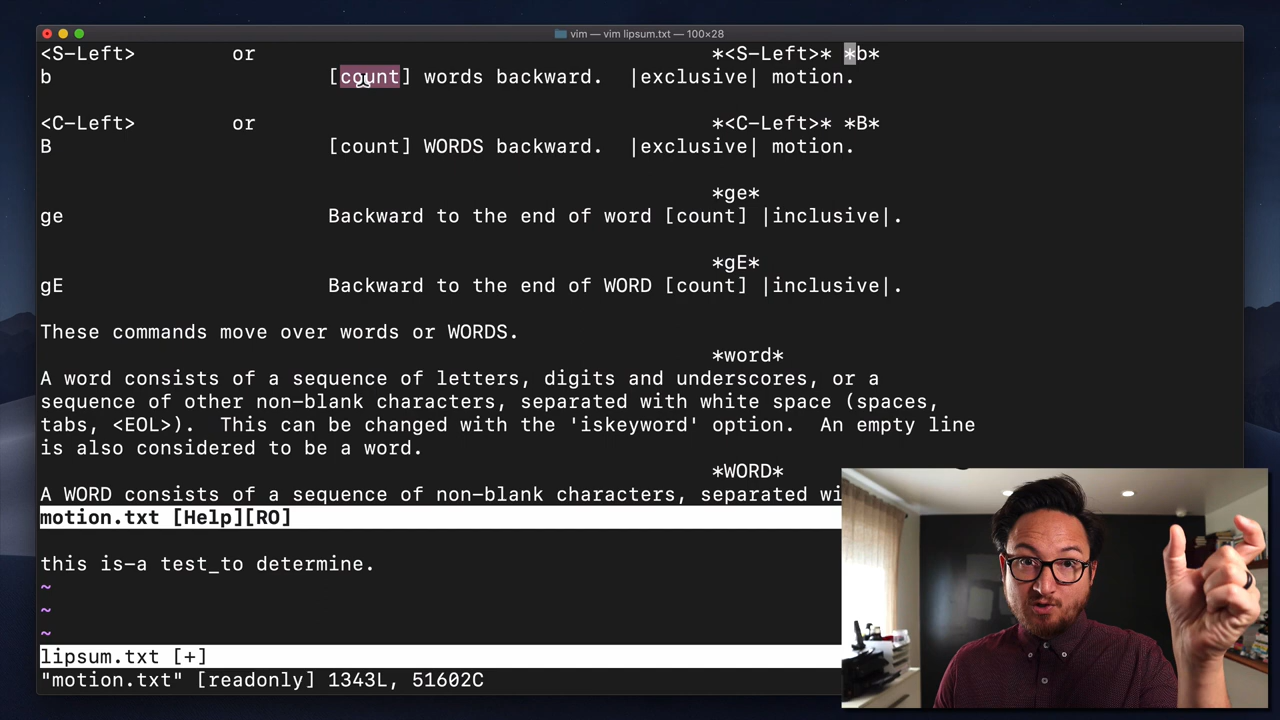 vim — vim lipsum.txt — 100×28
<S-Left> or *<S-Left>* *b*
b [count] words backward. |exclusive| motion.
<C-Left> or *<C-Left>* *B*
B [count] WORDS backward. |exclusive| motion.
*ge*
ge Backward to the end of word [count] |inclusive|.
*gE*
gE Backward to the end of WORD [count] |inclusive|.
These commands move over words or WORDS.
*word*
A word consists of a sequence of letters, digits and underscores, or a
sequence of other non-blank characters, separated with white space (spaces,
tabs, <EOL>). This can be changed with the 'iskeyword' option. An empty line
is also considered to be a word.
*WORD*
A WORD consists of a sequence of non-blank characters, separated wi
motion.txt [Help][RO]
this is-a test_to determine.
~
~
~
lipsum.txt [+]
"motion.txt" [readonly] 1343L, 51602C